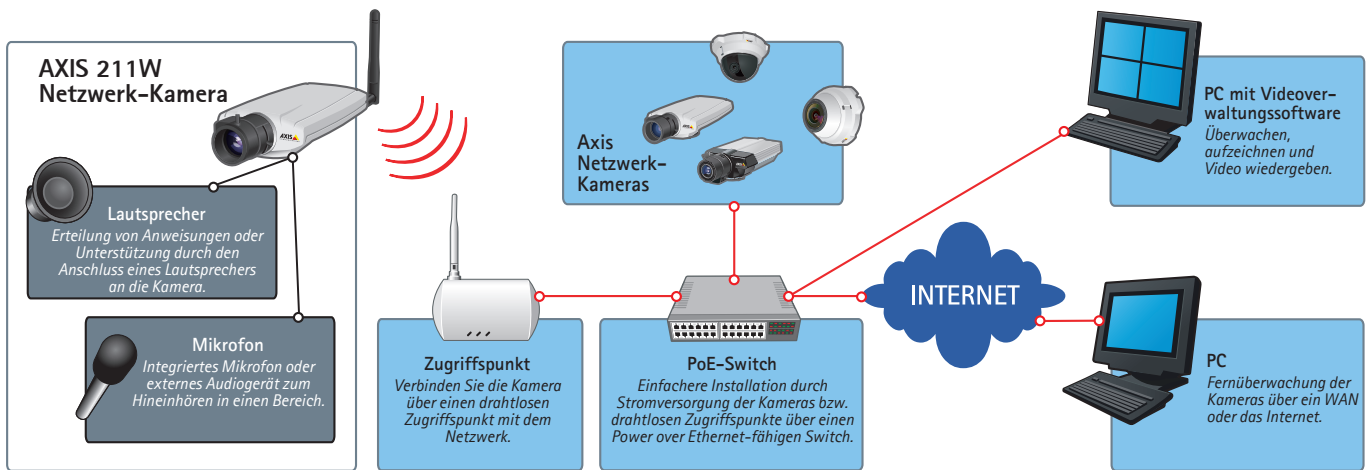 AXIS 211W
Netzwerk-Kamera
AXIS
Lautsprecher
Erteilung von Anweisungen oder
Unterstützung durch den
Anschluss eines Lautsprechers
an die Kamera.
Mikrofon
Integriertes Mikrofon oder
externes Audiogerät zum
Hineinhören in einen Bereich.
Zugriffspunkt
Verbinden Sie die Kamera
über einen drahtlosen
Zugriffspunkt mit dem
Netzwerk.
Axis
Netzwerk-
Kameras
PoE-Switch
Einfachere Installation durch
Stromversorgung der Kameras bzw.
drahtlosen Zugriffspunkte über einen
Power over Ethernet-fähigen Switch.
INTERNET
PC mit Videover-
waltungssoftware
Überwachen,
aufzeichnen und
Video wiedergeben.
PC
Fernüberwachung der
Kameras über ein WAN
oder das Internet.